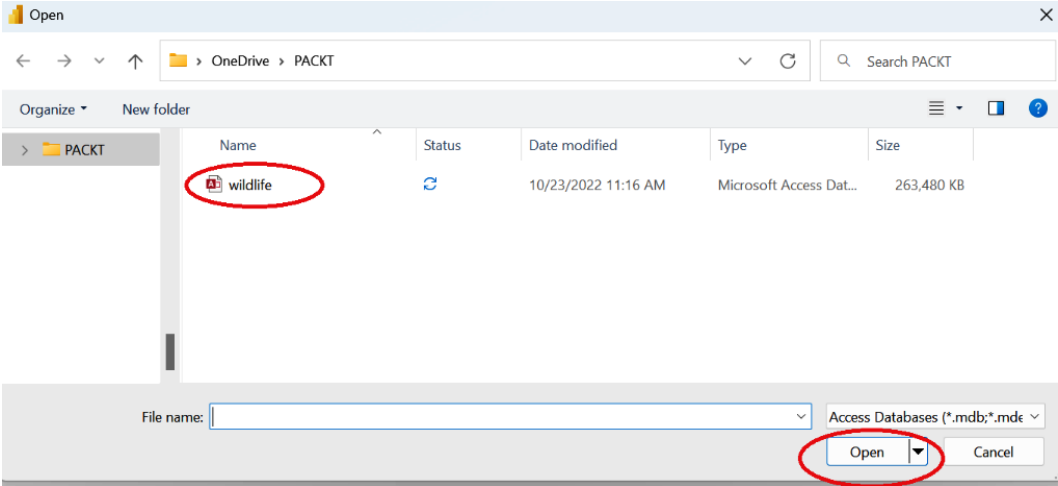 Open
OneDrive > PACKT
Search PACKT
Organize
New folder
?
> PACKT
Name Status Date modified Type Size
wildlife 10/23/2022 11:16 AM Microsoft Access Dat... 263,480 KB
File name: Access Databases (*.mdb;*.mde
Open Cancel